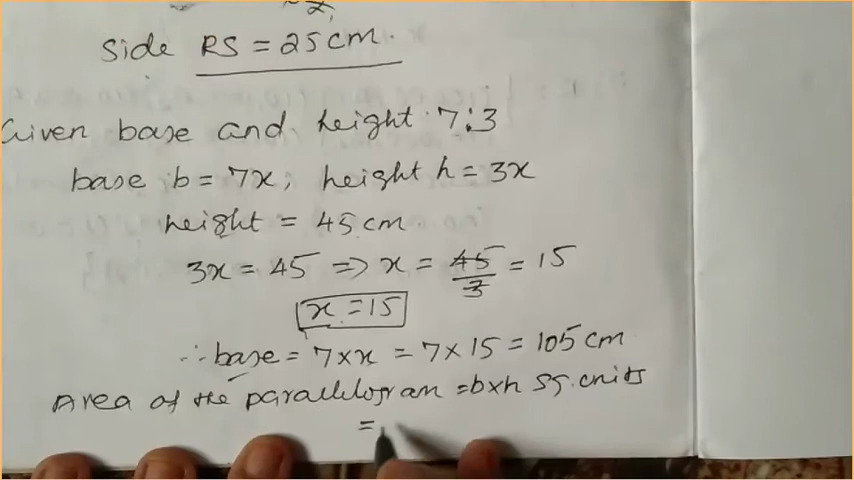 Side RS = 25 cm.
Given base and height 7:3
base b = 7x, height h = 3x
height = 45 cm
3x = 45 => x = 45/3 = 15
x = 15
∴ base = 7 × x = 7 × 15 = 105 cm
Area of the parallelogram = b×h sq. units
=